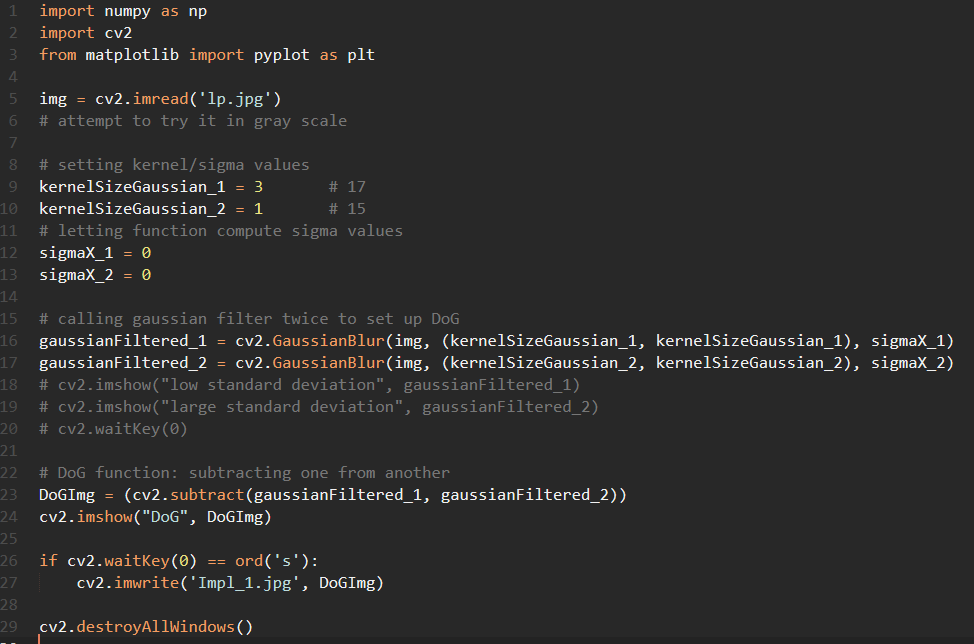 1 import numpy as np
2 import cv2
3 from matplotlib import pyplot as plt
4
5 img = cv2.imread('lp.jpg')
6 # attempt to try it in gray scale
7
8 # setting kernel/sigma values
9 kernelSizeGaussian_1 = 3       # 17
10 kernelSizeGaussian_2 = 1       # 15
11 # letting function compute sigma values
12 sigmaX_1 = 0
13 sigmaX_2 = 0
14
15 # calling gaussian filter twice to set up DoG
16 gaussianFiltered_1 = cv2.GaussianBlur(img, (kernelSizeGaussian_1, kernelSizeGaussian_1), sigmaX_1)
17 gaussianFiltered_2 = cv2.GaussianBlur(img, (kernelSizeGaussian_2, kernelSizeGaussian_2), sigmaX_2)
18 # cv2.imshow("low standard deviation", gaussianFiltered_1)
19 # cv2.imshow("large standard deviation", gaussianFiltered_2)
20 # cv2.waitKey(0)
21
22 # DoG function: subtracting one from another
23 DoGImg = (cv2.subtract(gaussianFiltered_1, gaussianFiltered_2))
24 cv2.imshow("DoG", DoGImg)
25
26 if cv2.waitKey(0) == ord('s'):
27     cv2.imwrite('Impl_1.jpg', DoGImg)
28
29 cv2.destroyAllWindows()